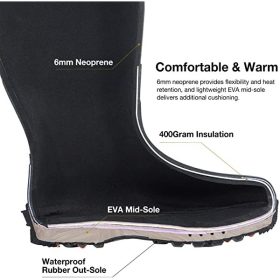 6mm Neoprene
Comfortable & Warm
6mm neoprene provides flexibility and heat
retention, and lightweight EVA mid-sole
delivers additional cushioning.
400Gram Insulation
EVA Mid-Sole
Waterproof
Rubber Out-Sole